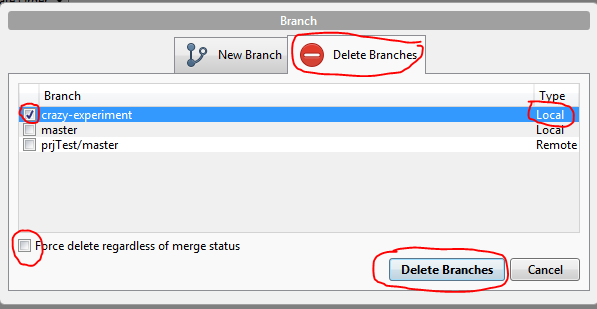 Branch
New Branch
Delete Branches
Branch Type
crazy-experiment Local
master Local
prjTest/master Remote
Force delete regardless of merge status
Delete Branches Cancel